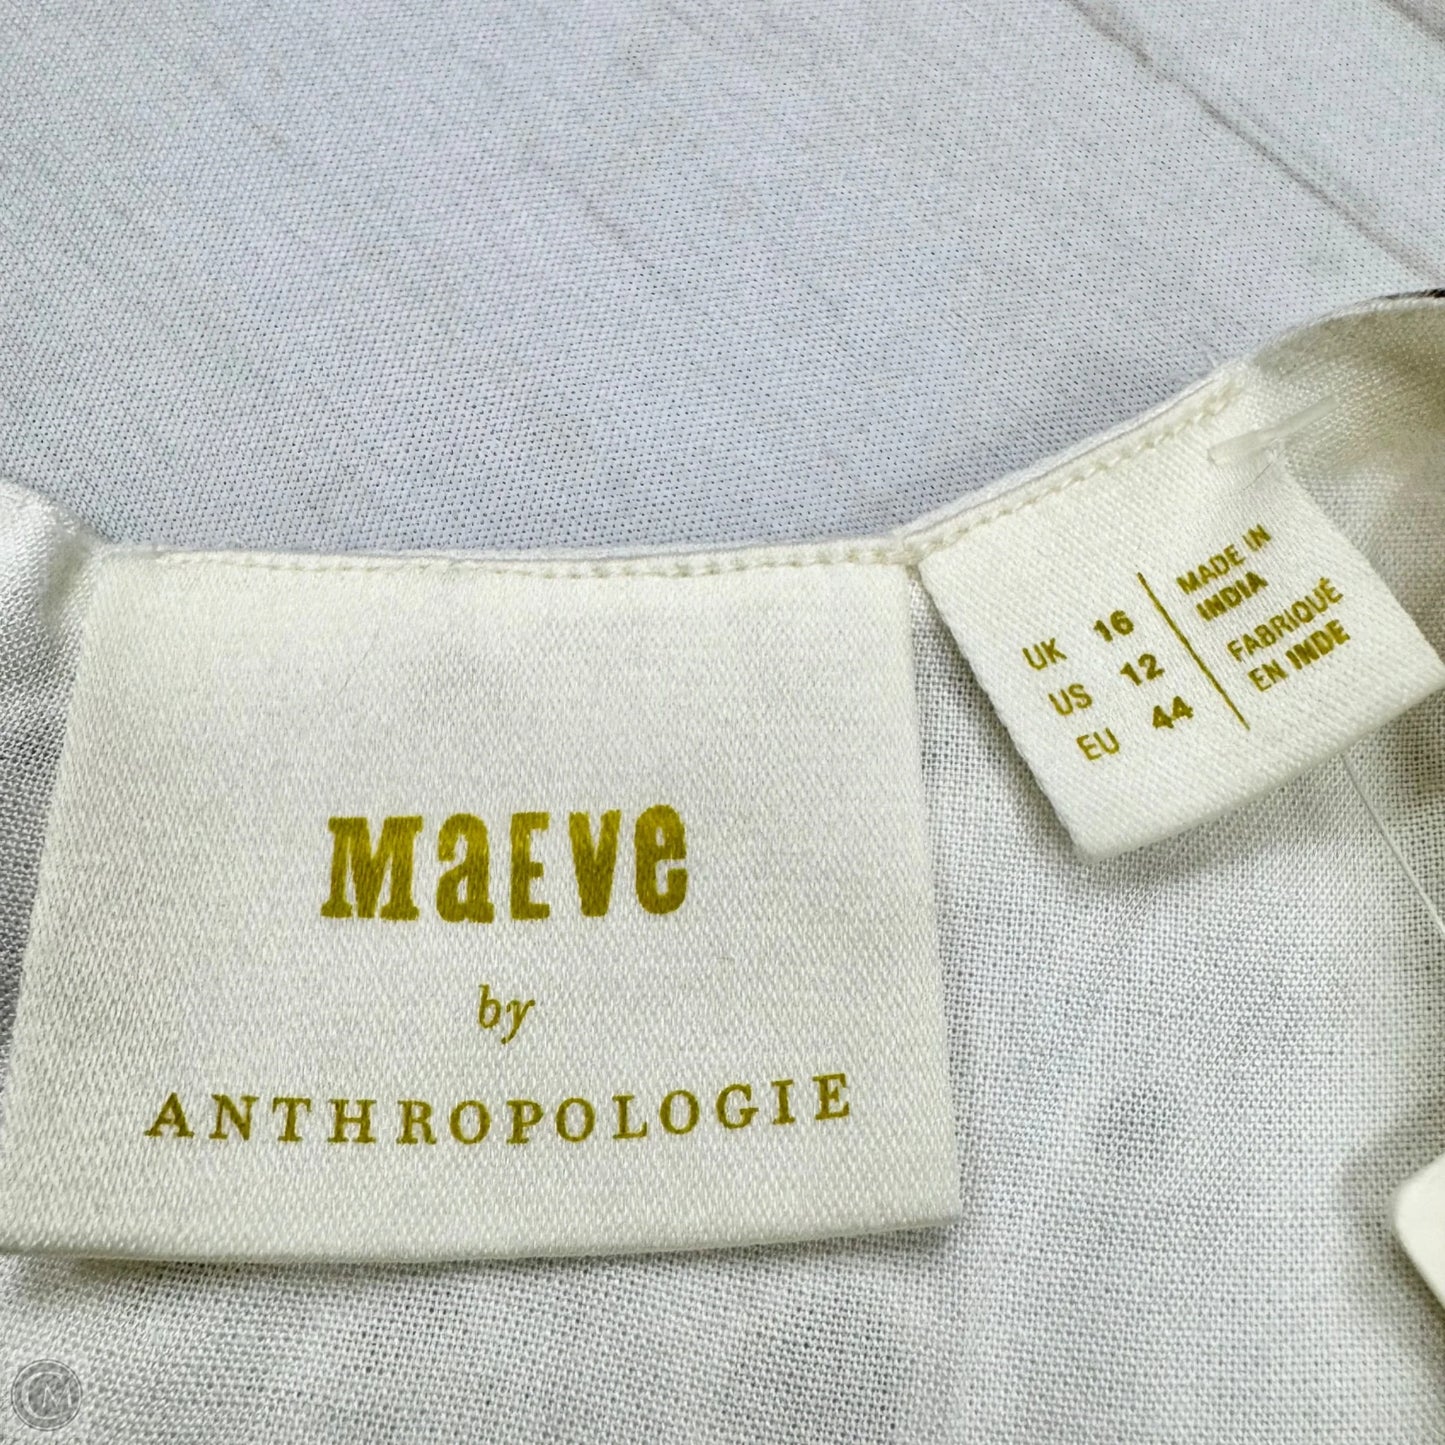 MaEve
by
ANTHROPOLOGIE
UK 16
US 12
EU 44
MADE IN
INDIA
FABRIQUÉ
EN INDE